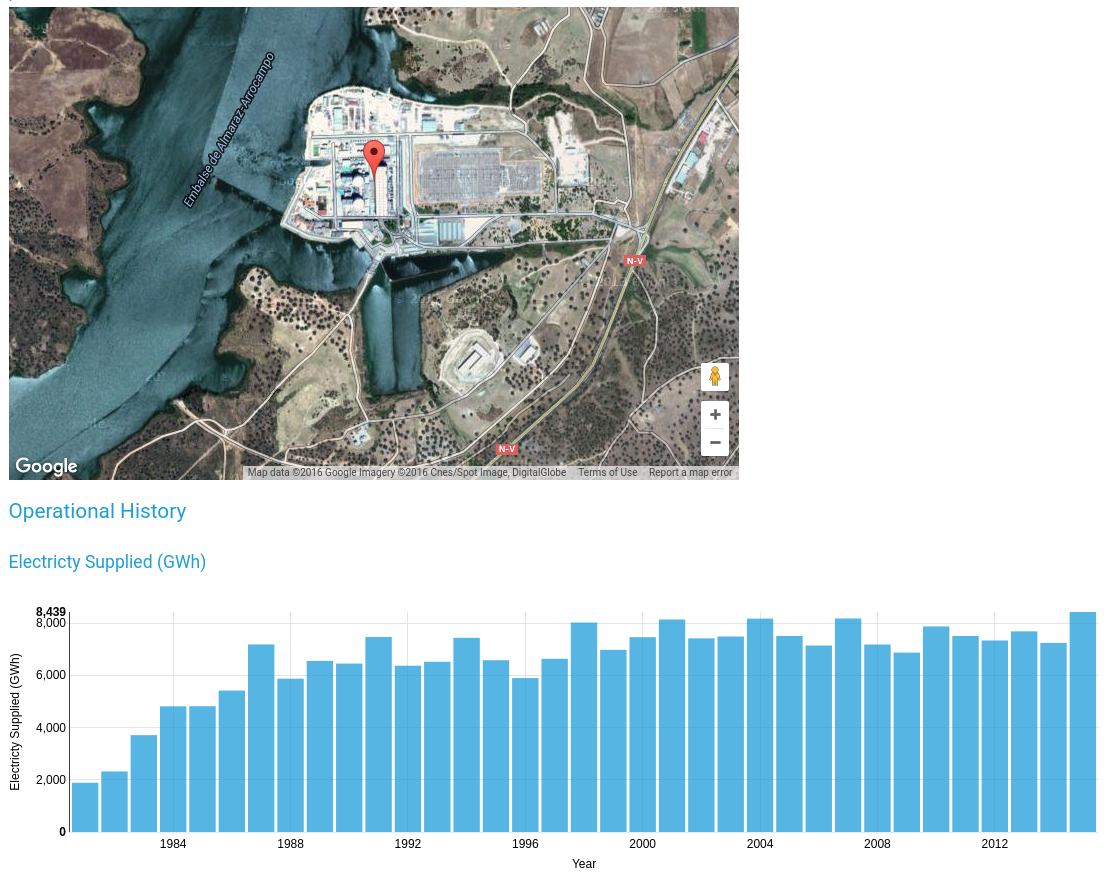 Embalse de Almaraz-Arrocampo
N-V
N-V
+
−
Google
Map data ©2016 Google Imagery ©2016 Cnes/Spot Image, DigitalGlobe Terms of Use Report a map error
Operational History
Electricty Supplied (GWh)
8,439
8,000
6,000
4,000
2,000
0
Electricty Supplied (GWh)
1984 1988 1992 1996 2000 2004 2008 2012
Year